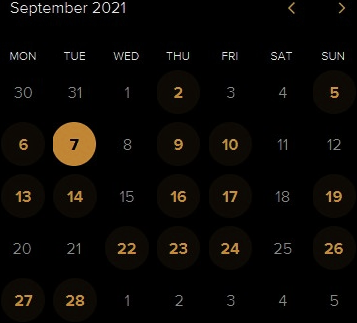 September 2021
MON TUE WED THU FRI SAT SUN
30 31 1 2 3 4 5
6 7 8 9 10 11 12
13 14 15 16 17 18 19
20 21 22 23 24 25 26
27 28 1 2 3 4 5